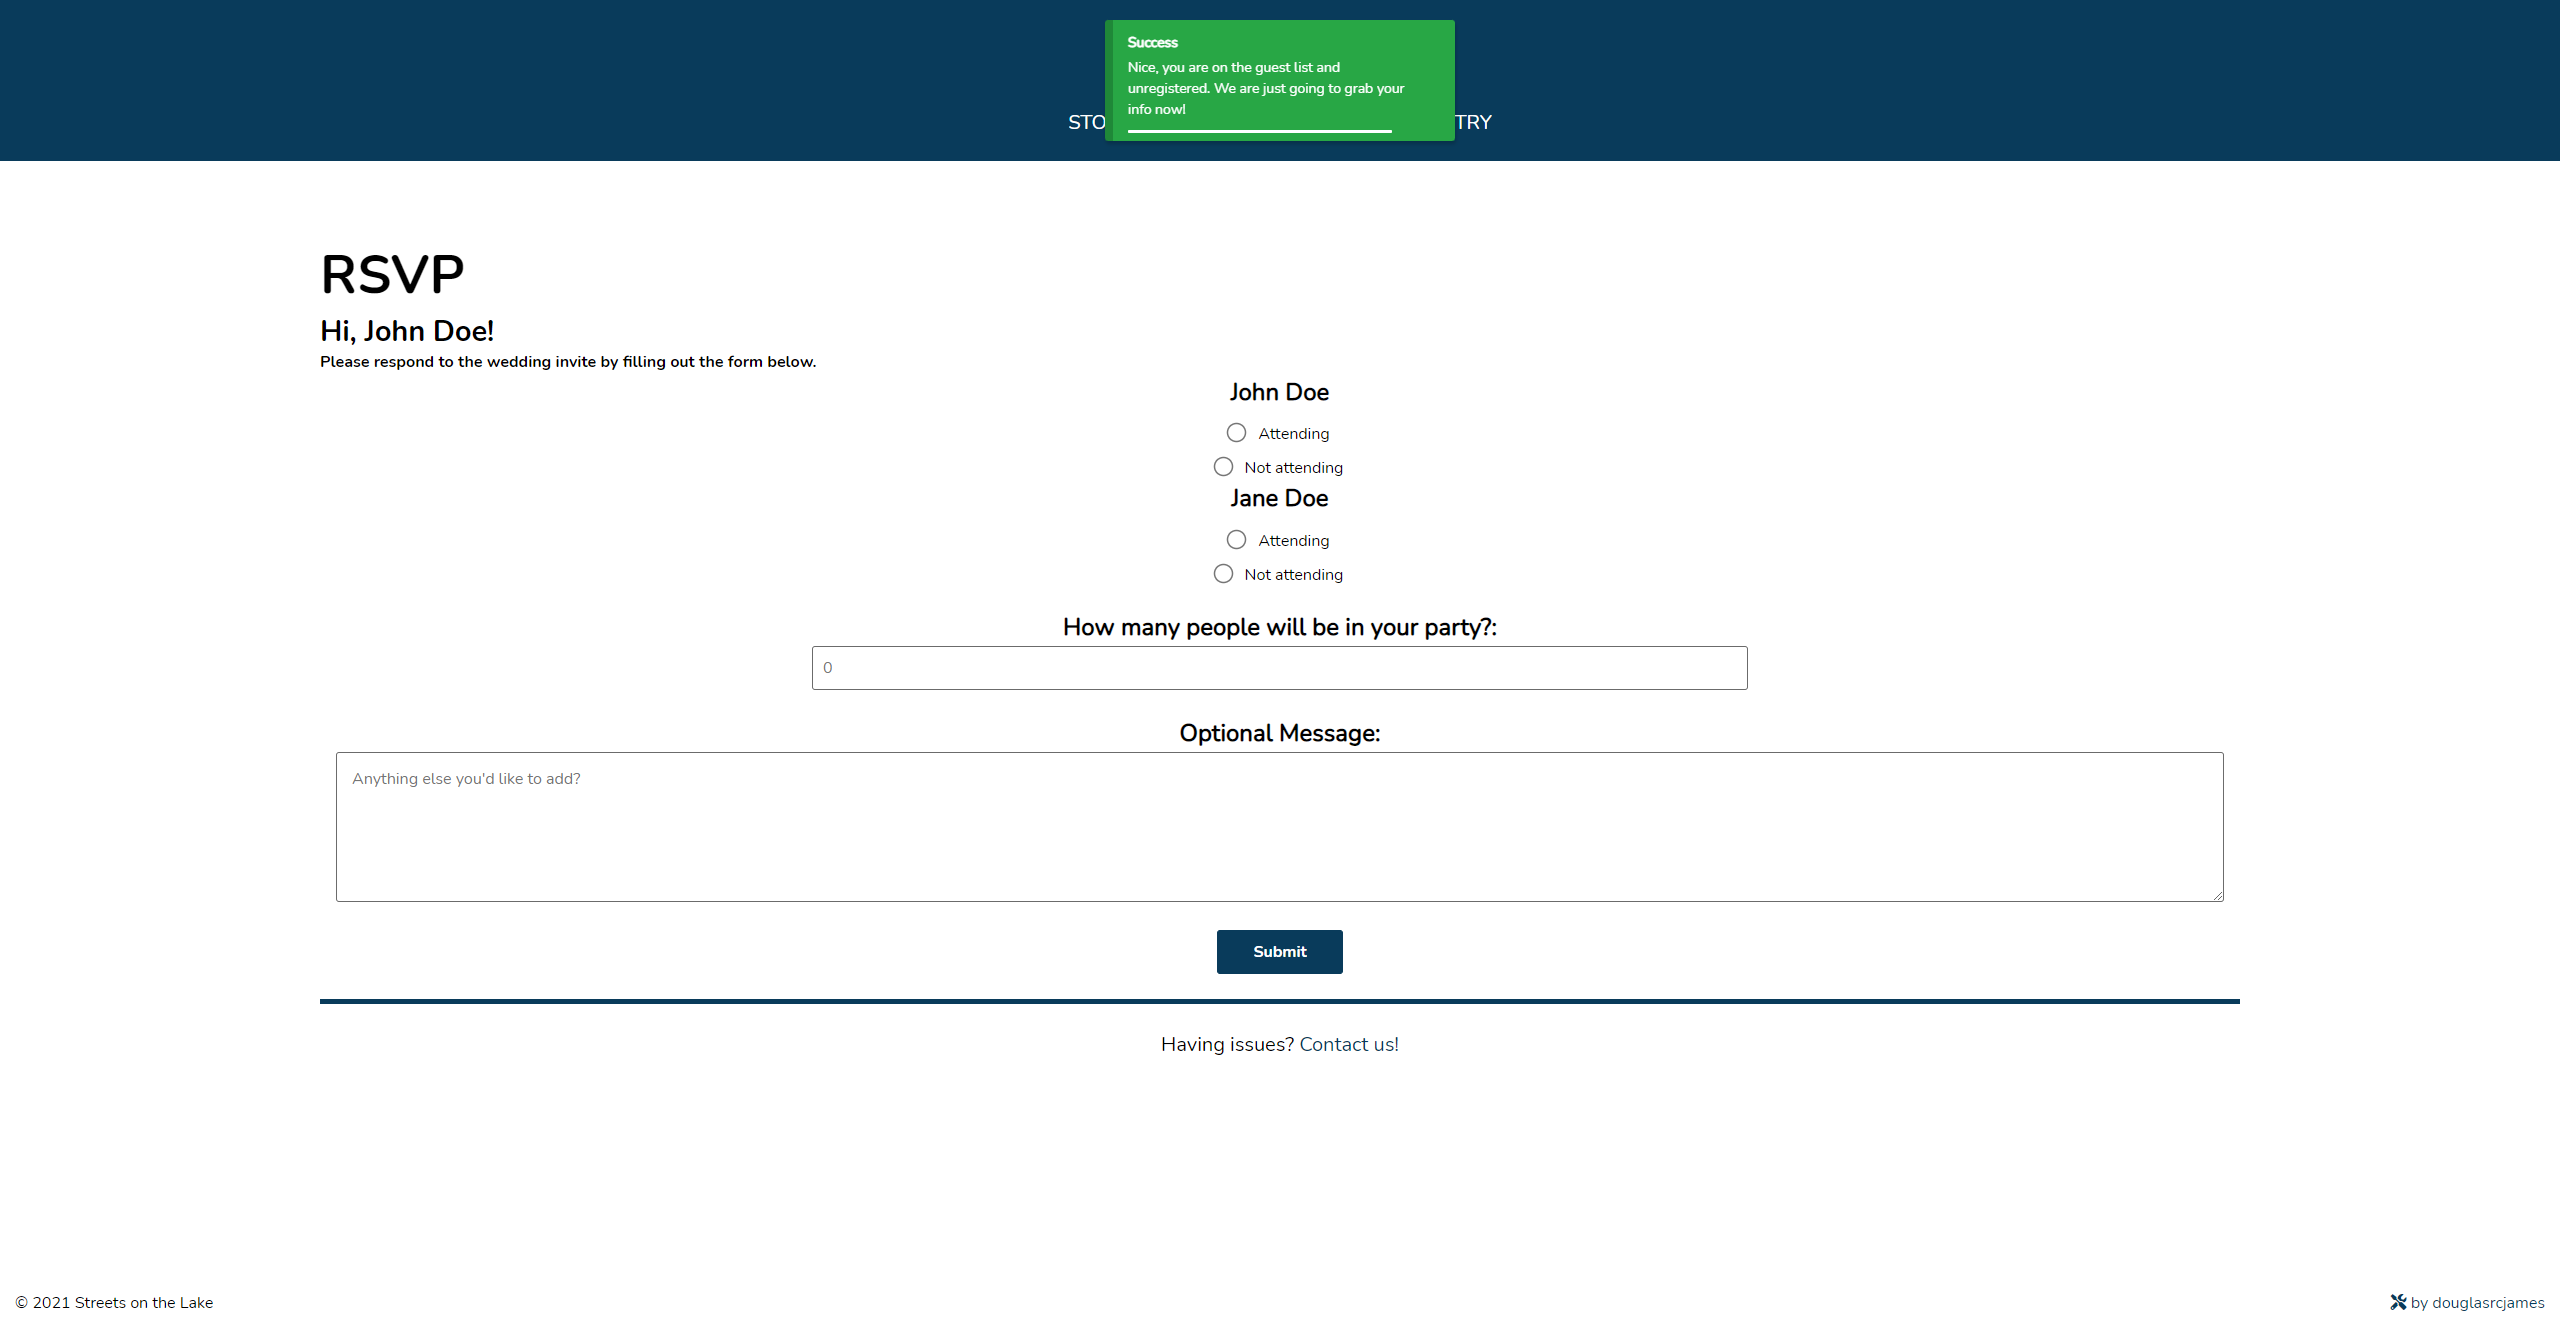 Success
Nice, you are on the guest list and
unregistered. We are just going to grab your
info now!
STO TRY
RSVP
Hi, John Doe!
Please respond to the wedding invite by filling out the form below.
John Doe
Attending
Not attending
Jane Doe
Attending
Not attending
How many people will be in your party?:
0
Optional Message:
Anything else you'd like to add?
Submit
Having issues? Contact us!
© 2021 Streets on the Lake
by douglasrcjames